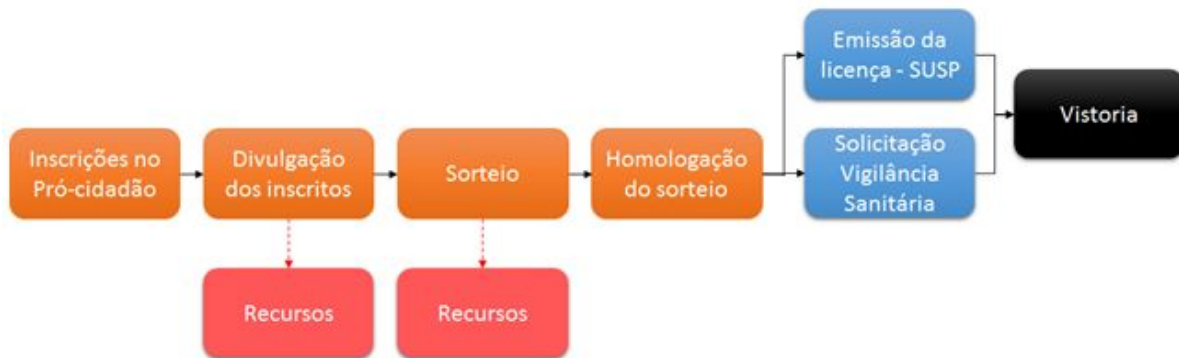 Inscrições no
Pró-cidadão
Divulgação
dos inscritos
Sorteio
Homologação
do sorteio
Emissão da
licença - SUSP
Solicitação
Vigilância
Sanitária
Vistoria
Recursos
Recursos